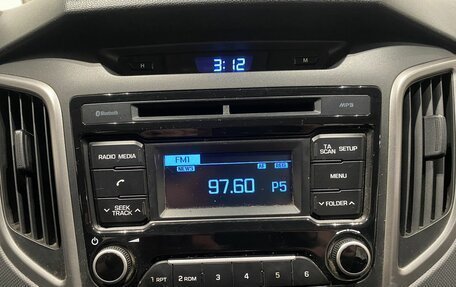 H 3:12 M
Bluetooth MP3
RADIO MEDIA FM1 TA SCAN SETUP
NEWS AF REG
97.60 P5 MENU
SEEK TRACK FOLDER
1 RPT 2 RDM 3 4 5 6